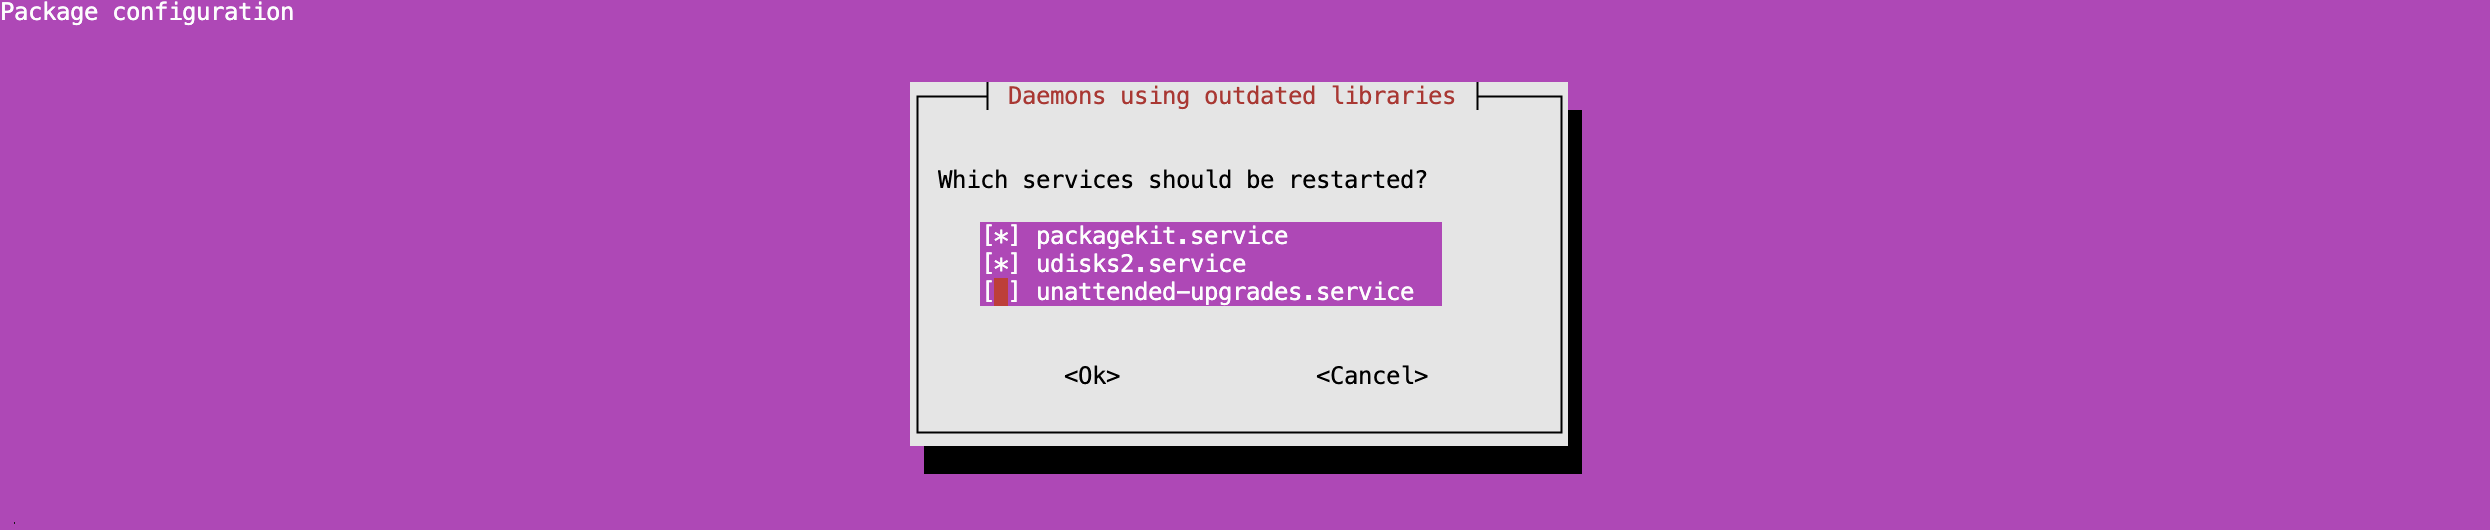 Package configuration
Daemons using outdated libraries
Which services should be restarted?
[*] packagekit.service
[*] udisks2.service
[ ] unattended-upgrades.service
<Ok> <Cancel>